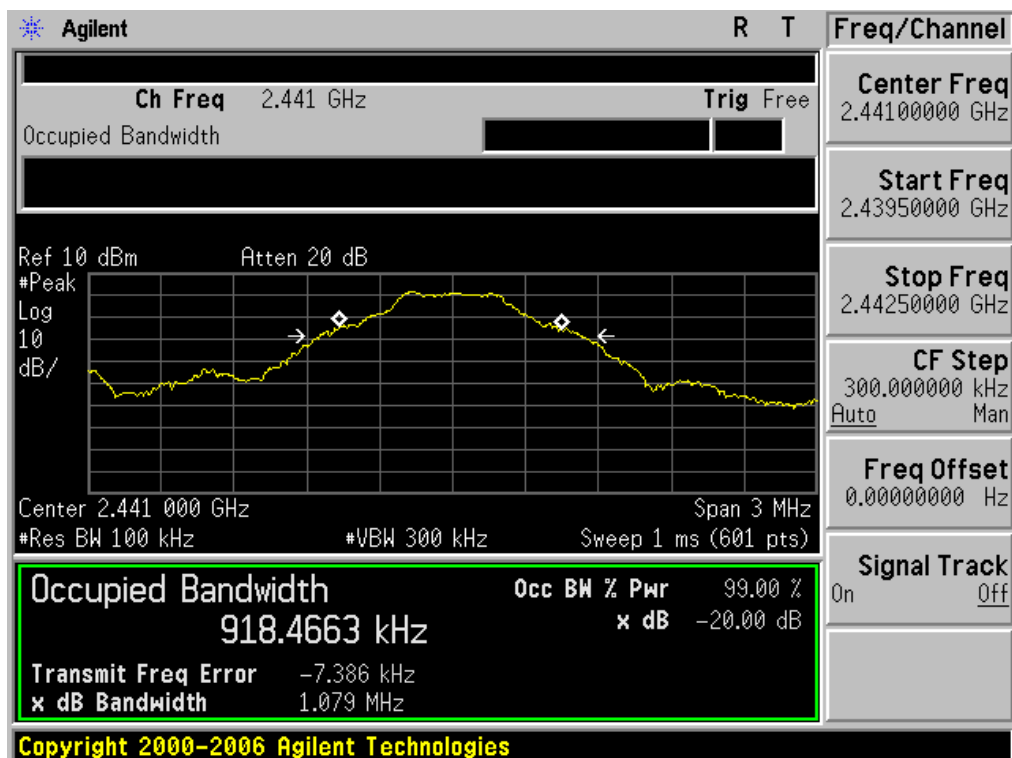 Agilent R T
Freq/Channel
Ch Freq 2.441 GHz Trig Free
Occupied Bandwidth
Ref 10 dBm Atten 20 dB
#Peak
Log
10
dB/
Center 2.441 000 GHz Span 3 MHz
#Res BW 100 kHz #VBW 300 kHz Sweep 1 ms (601 pts)
Occupied Bandwidth
918.4663 kHz
Occ BW % Pwr 99.00 %
x dB -20.00 dB
Transmit Freq Error -7.386 kHz
x dB Bandwidth 1.079 MHz
Center Freq
2.44100000 GHz
Start Freq
2.43950000 GHz
Stop Freq
2.44250000 GHz
CF Step
300.000000 kHz
Auto Man
Freq Offset
0.00000000 Hz
Signal Track
On Off
Copyright 2000-2006 Agilent Technologies